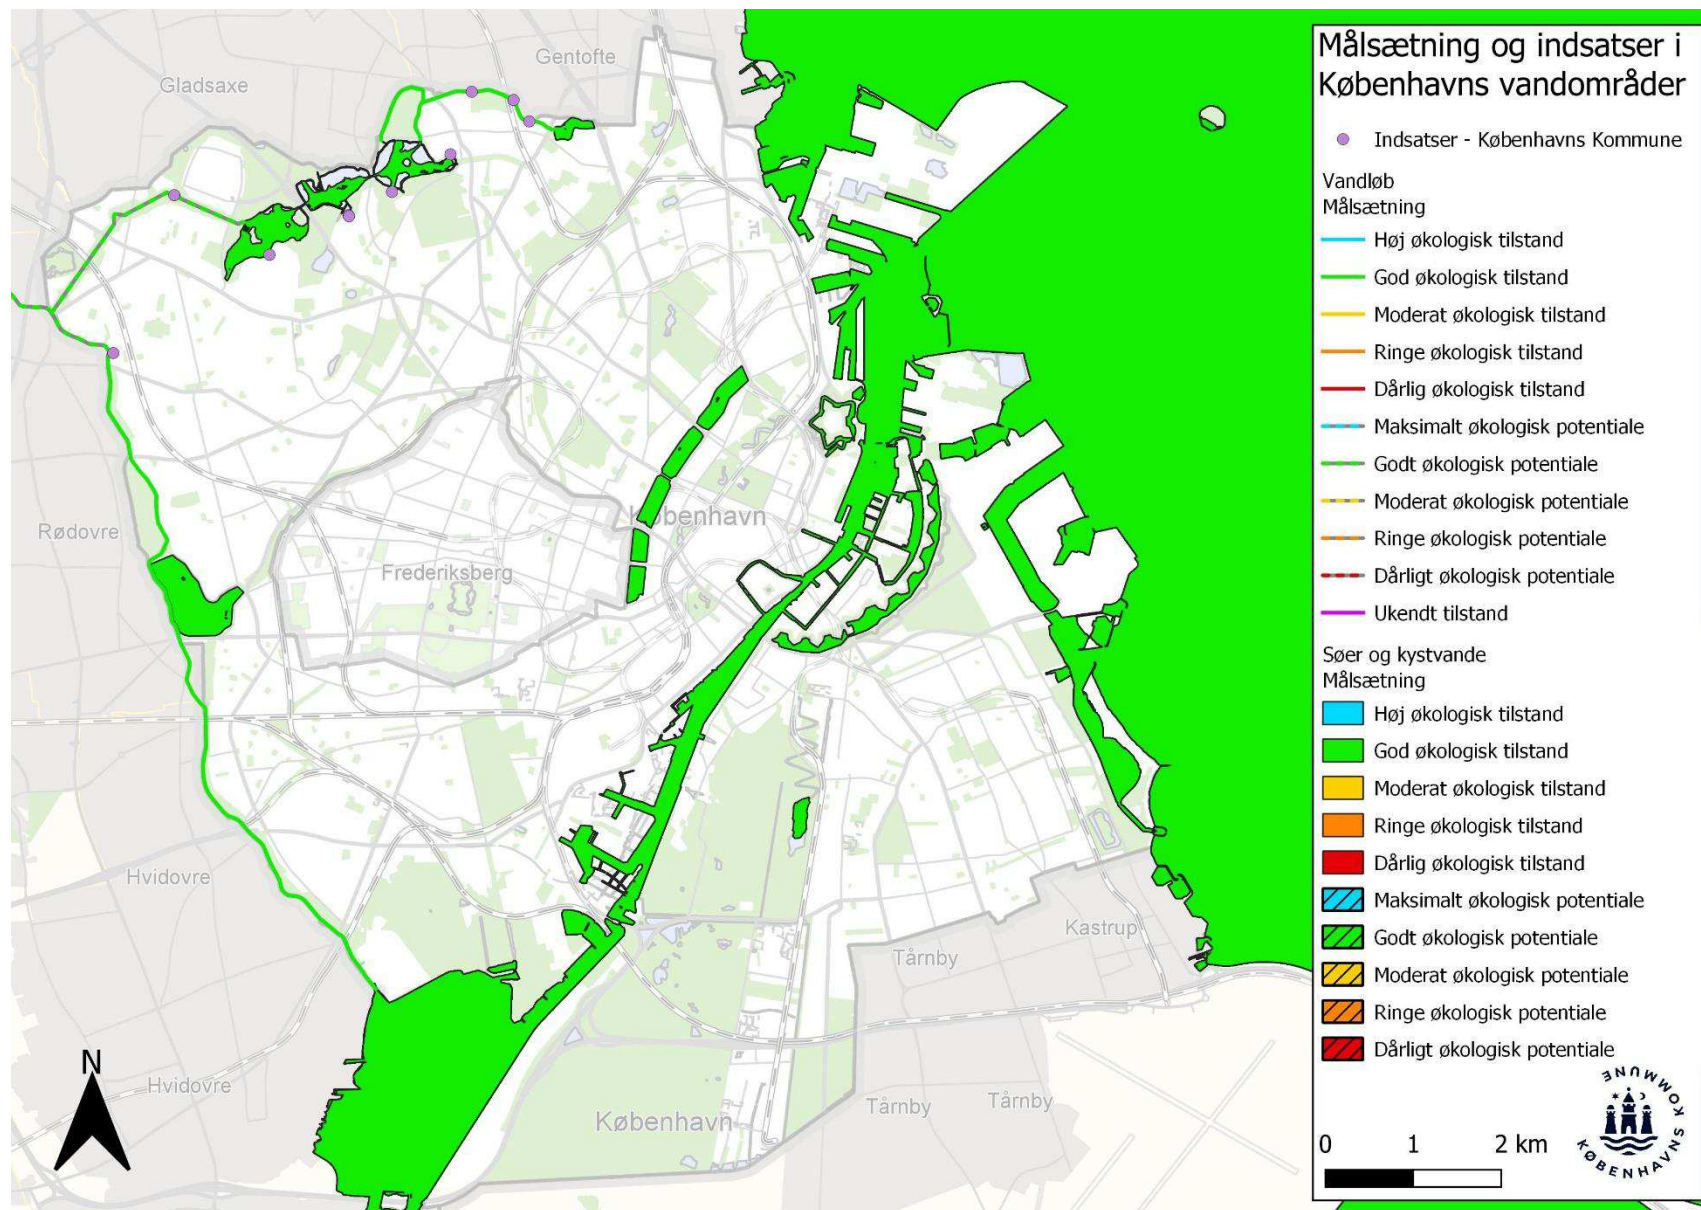 Målsætning og indsatser i
Københavns vandområder
Indsatser - Københavns Kommune
Vandløb
Målsætning
Høj økologisk tilstand
God økologisk tilstand
Moderat økologisk tilstand
Ringe økologisk tilstand
Dårlig økologisk tilstand
Maksimalt økologisk potentiale
Godt økologisk potentiale
Moderat økologisk potentiale
Ringe økologisk potentiale
Dårligt økologisk potentiale
Ukendt tilstand
Søer og kystvande
Målsætning
Høj økologisk tilstand
God økologisk tilstand
Moderat økologisk tilstand
Ringe økologisk tilstand
Dårlig økologisk tilstand
Maksimalt økologisk potentiale
Godt økologisk potentiale
Moderat økologisk potentiale
Ringe økologisk potentiale
Dårligt økologisk potentiale
0 1 2 km
KØBENHAVNS KOMMUNE
Gentofte
Gladsaxe
København
Rødovre
Frederiksberg
Hvidovre
Kastrup
Tårnby
N
Hvidovre
Tårnby
Tårnby
København